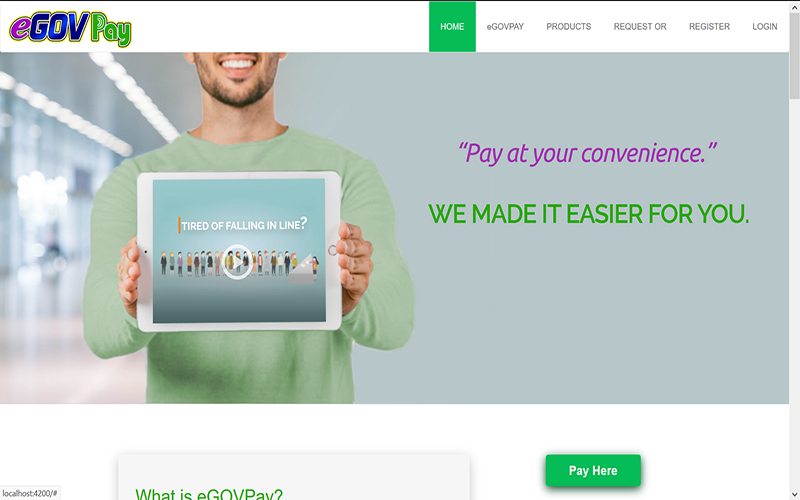 eGOV Pay
HOME
eGOVPAY
PRODUCTS
REQUEST OR
REGISTER
LOGIN
“Pay at your convenience.”
WE MADE IT EASIER FOR YOU.
TIRED OF FALLING IN LINE?
Pay Here
What is eGOVPay?
localhost:4200/#